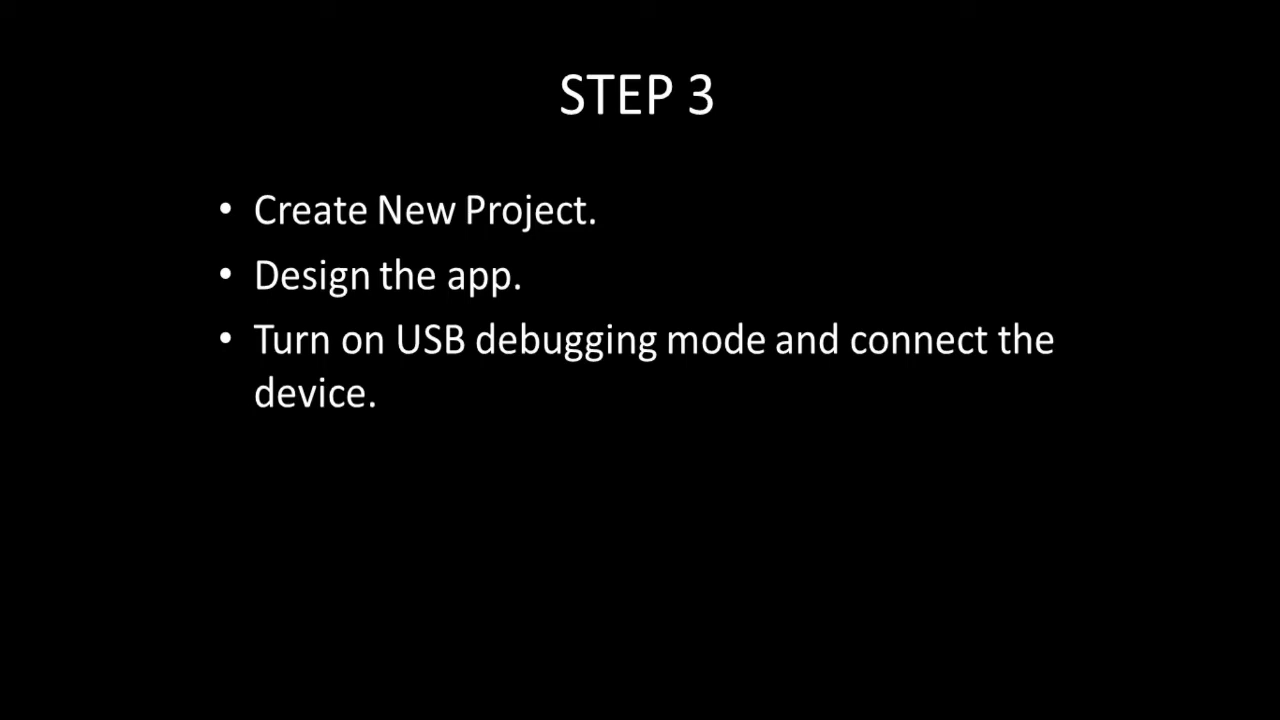 STEP 3
• Create New Project.
• Design the app.
• Turn on USB debugging mode and connect the
device.